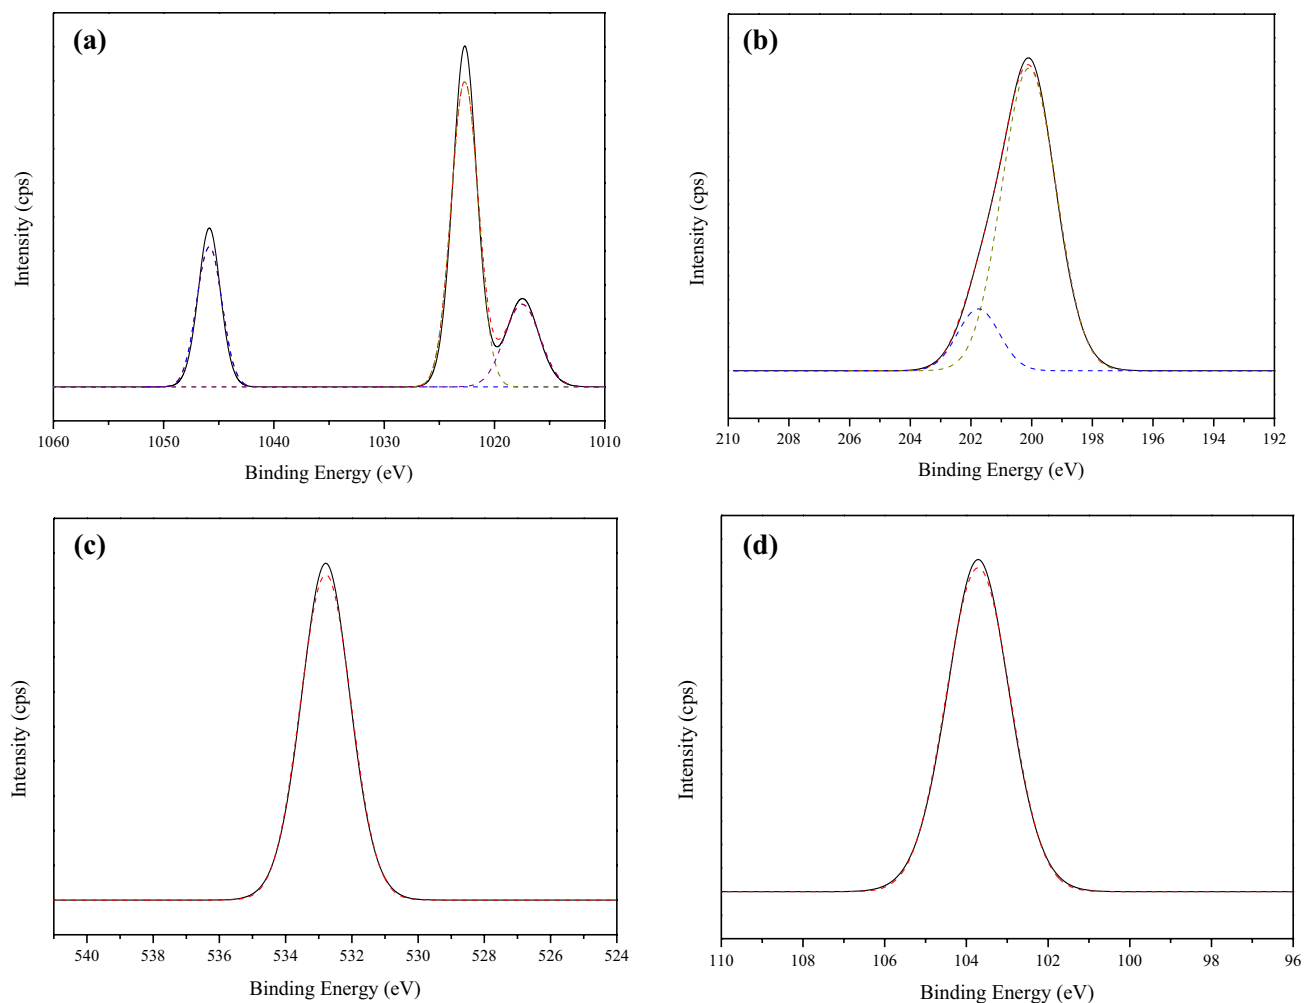 (a)
Intensity (cps)
1060 1050 1040 1030 1020 1010
Binding Energy (eV)
(b)
Intensity (cps)
210 208 206 204 202 200 198 196 194 192
Binding Energy (eV)
(c)
Intensity (cps)
540 538 536 534 532 530 528 526 524
Binding Energy (eV)
(d)
Intensity (cps)
110 108 106 104 102 100 98 96
Binding Energy (eV)